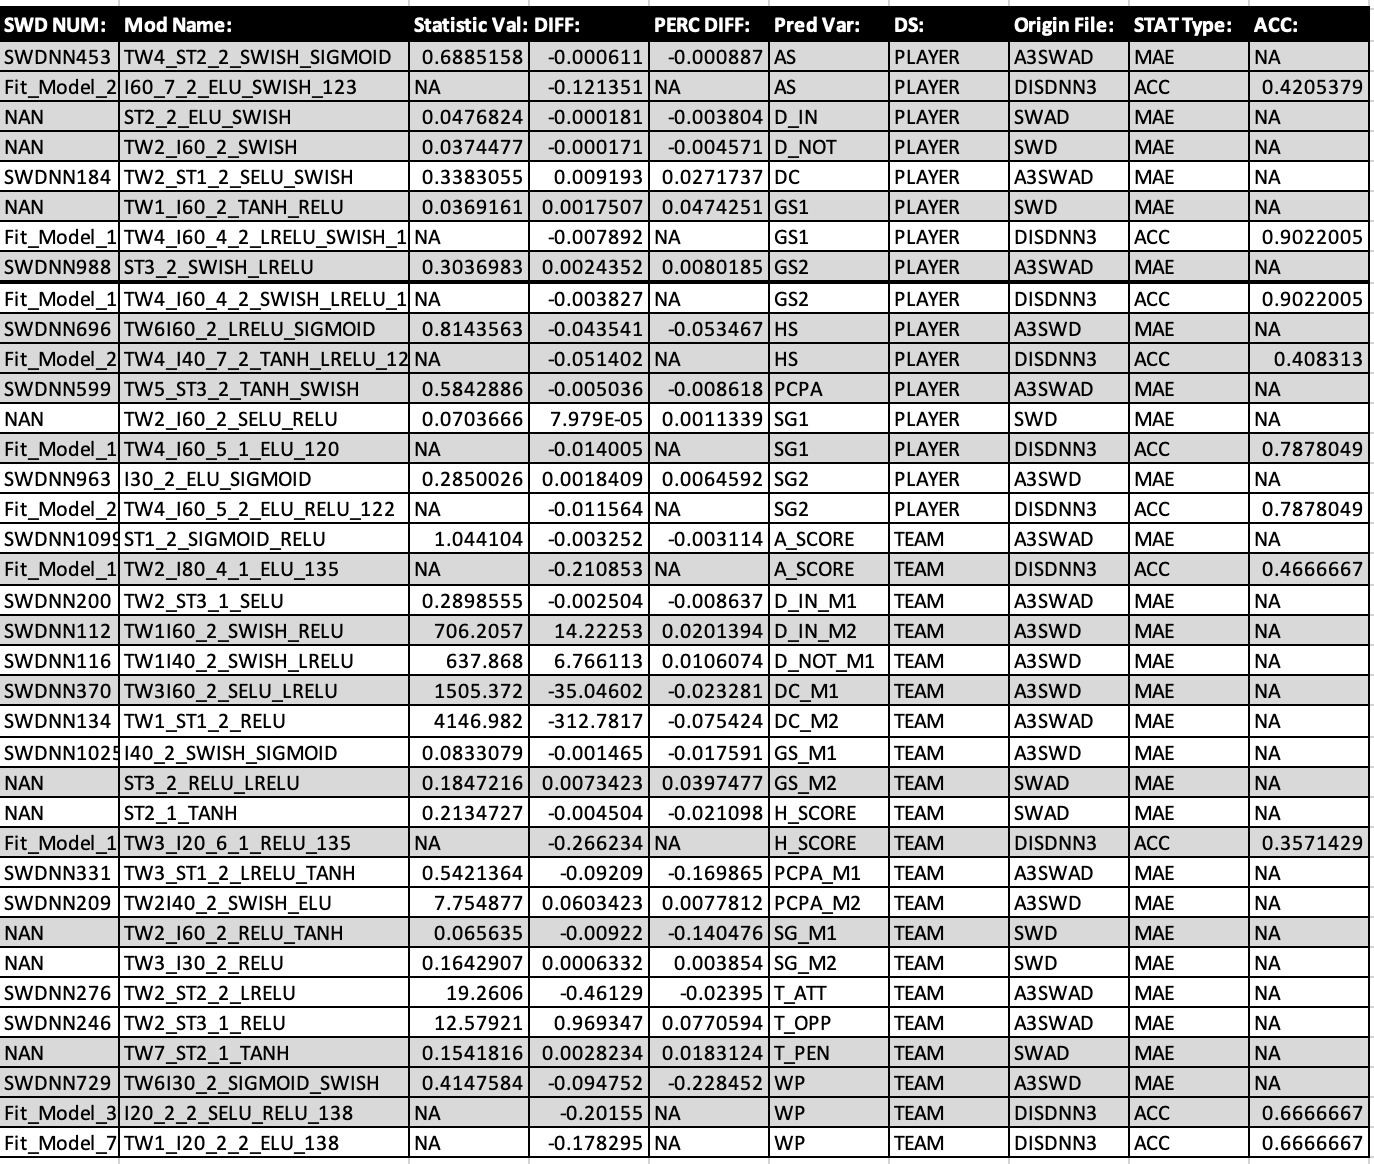 SWD NUM: Mod Name: Statistic Val: DIFF: PERC DIFF: Pred Var: DS: Origin File: STAT Type: ACC:
SWDNN453 TW4_ST2_2_SWISH_SIGMOID 0.6885158 -0.000611 -0.000887 AS PLAYER A3SWAD MAE NA
Fit_Model_2 I60_7_2_ELU_SWISH_123 NA -0.121351 NA AS PLAYER DISDNN3 ACC 0.4205379
NAN ST2_2_ELU_SWISH 0.0476824 -0.000181 -0.003804 D_IN PLAYER SWAD MAE NA
NAN TW2_I60_2_SWISH 0.0374477 -0.000171 -0.004571 D_NOT PLAYER SWD MAE NA
SWDNN184 TW2_ST1_2_SELU_SWISH 0.3383055 0.009193 0.0271737 DC PLAYER A3SWAD MAE NA
NAN TW1_I60_2_TANH_RELU 0.0369161 0.0017507 0.0474251 GS1 PLAYER SWD MAE NA
Fit_Model_1 TW4_I60_4_2_LRELU_SWISH_1 NA -0.007892 NA GS1 PLAYER DISDNN3 ACC 0.9022005
SWDNN988 ST3_2_SWISH_LRELU 0.3036983 0.0024352 0.0080185 GS2 PLAYER A3SWAD MAE NA
Fit_Model_1 TW4_I60_4_2_SWISH_LRELU_1 NA -0.003827 NA GS2 PLAYER DISDNN3 ACC 0.9022005
SWDNN696 TW6I60_2_LRELU_SIGMOID 0.8143563 -0.043541 -0.053467 HS PLAYER A3SWD MAE NA
Fit_Model_2 TW4_I40_7_2_TANH_LRELU_12 NA -0.051402 NA HS PLAYER DISDNN3 ACC 0.408313
SWDNN599 TW5_ST3_2_TANH_SWISH 0.5842886 -0.005036 -0.008618 PCPA PLAYER A3SWAD MAE NA
NAN TW2_I60_2_SELU_RELU 0.0703666 7.979E-05 0.0011339 SG1 PLAYER SWD MAE NA
Fit_Model_1 TW4_I60_5_1_ELU_120 NA -0.014005 NA SG1 PLAYER DISDNN3 ACC 0.7878049
SWDNN963 I30_2_ELU_SIGMOID 0.2850026 0.0018409 0.0064592 SG2 PLAYER A3SWD MAE NA
Fit_Model_2 TW4_I60_5_2_ELU_RELU_122 NA -0.011564 NA SG2 PLAYER DISDNN3 ACC 0.7878049
SWDNN1099 ST1_2_SIGMOID_RELU 1.044104 -0.003252 -0.003114 A_SCORE TEAM A3SWAD MAE NA
Fit_Model_1 TW2_I80_4_1_ELU_135 NA -0.210853 NA A_SCORE TEAM DISDNN3 ACC 0.4666667
SWDNN200 TW2_ST3_1_SELU 0.2898555 -0.002504 -0.008637 D_IN_M1 TEAM A3SWAD MAE NA
SWDNN112 TW1I60_2_SWISH_RELU 706.2057 14.22253 0.0201394 D_IN_M2 TEAM A3SWD MAE NA
SWDNN116 TW1I40_2_SWISH_LRELU 637.868 6.766113 0.0106074 D_NOT_M1 TEAM A3SWD MAE NA
SWDNN370 TW3I60_2_SELU_LRELU 1505.372 -35.04602 -0.023281 DC_M1 TEAM A3SWD MAE NA
SWDNN134 TW1_ST1_2_RELU 4146.982 -312.7817 -0.075424 DC_M2 TEAM A3SWAD MAE NA
SWDNN1025 I40_2_SWISH_SIGMOID 0.0833079 -0.001465 -0.017591 GS_M1 TEAM A3SWD MAE NA
NAN ST3_2_RELU_LRELU 0.1847216 0.0073423 0.0397477 GS_M2 TEAM SWAD MAE NA
NAN ST2_1_TANH 0.2134727 -0.004504 -0.021098 H_SCORE TEAM SWAD MAE NA
Fit_Model_1 TW3_I20_6_1_RELU_135 NA -0.266234 NA H_SCORE TEAM DISDNN3 ACC 0.3571429
SWDNN331 TW3_ST1_2_LRELU_TANH 0.5421364 -0.09209 -0.169865 PCPA_M1 TEAM A3SWAD MAE NA
SWDNN209 TW2I40_2_SWISH_ELU 7.754877 0.0603423 0.0077812 PCPA_M2 TEAM A3SWD MAE NA
NAN TW2_I60_2_RELU_TANH 0.065635 -0.00922 -0.140476 SG_M1 TEAM SWD MAE NA
NAN TW3_I30_2_RELU 0.1642907 0.0006332 0.003854 SG_M2 TEAM SWD MAE NA
SWDNN276 TW2_ST2_2_LRELU 19.2606 -0.46129 -0.02395 T_ATT TEAM A3SWAD MAE NA
SWDNN246 TW2_ST3_1_RELU 12.57921 0.969347 0.0770594 T_OPP TEAM A3SWAD MAE NA
NAN TW7_ST2_1_TANH 0.1541816 0.0028234 0.0183124 T_PEN TEAM SWAD MAE NA
SWDNN729 TW6I30_2_SIGMOID_SWISH 0.4147584 -0.094752 -0.228452 WP TEAM A3SWD MAE NA
Fit_Model_3 I20_2_2_SELU_RELU_138 NA -0.20155 NA WP TEAM DISDNN3 ACC 0.6666667
Fit_Model_7 TW1_I20_2_2_ELU_138 NA -0.178295 NA WP TEAM DISDNN3 ACC 0.6666667